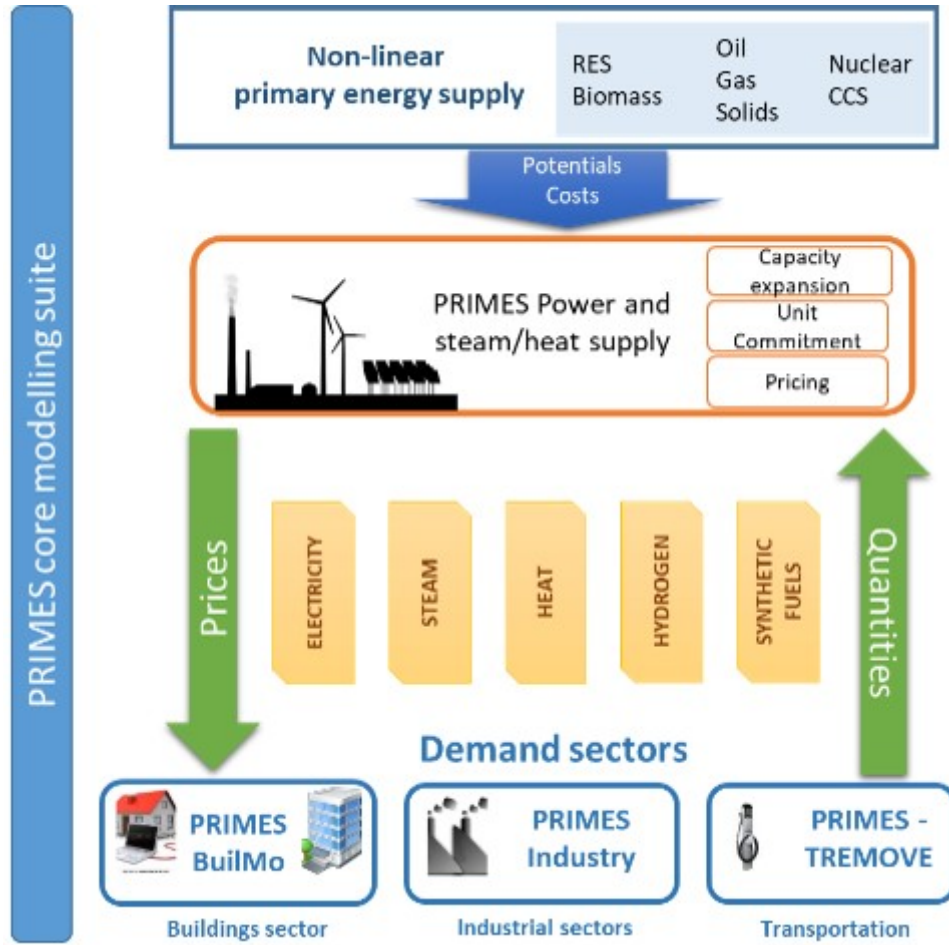 PRIMES core modelling suite
Non-linear
primary energy supply
RES
Biomass
Oil
Gas
Solids
Nuclear
CCS
Potentials
Costs
PRIMES Power and
steam/heat supply
Capacity
expansion
Unit
Commitment
Pricing
Prices
ELECTRICITY
STEAM
HEAT
HYDROGEN
SYNTHETIC
FUELS
Quantities
Demand sectors
PRIMES
BuilMo
PRIMES
Industry
PRIMES -
TREMOVE
Buildings sector
Industrial sectors
Transportation